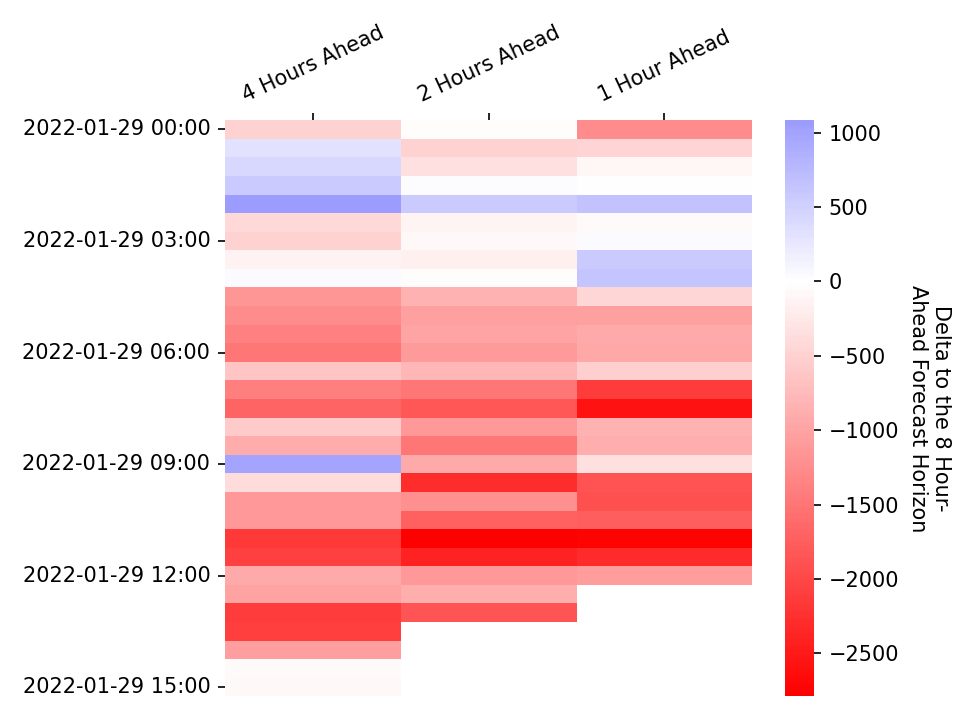 4 Hours Ahead
2 Hours Ahead
1 Hour Ahead
2022-01-29 00:00
2022-01-29 03:00
2022-01-29 06:00
2022-01-29 09:00
2022-01-29 12:00
2022-01-29 15:00
1000
500
0
−500
−1000
−1500
−2000
−2500
Delta to the 8 Hour-
Ahead Forecast Horizon